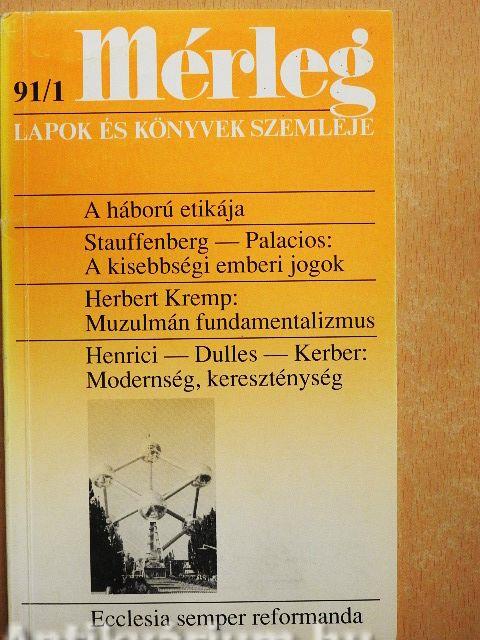 91/1 Mérleg
LAPOK ÉS KÖNYVEK SZEMLÉJE
A háború etikája
Stauffenberg — Palacios:
A kisebbségi emberi jogok
Herbert Kremp:
Muzulmán fundamentalizmus
Henrici — Dulles — Kerber:
Modernség, kereszténység
Ecclesia semper reformanda